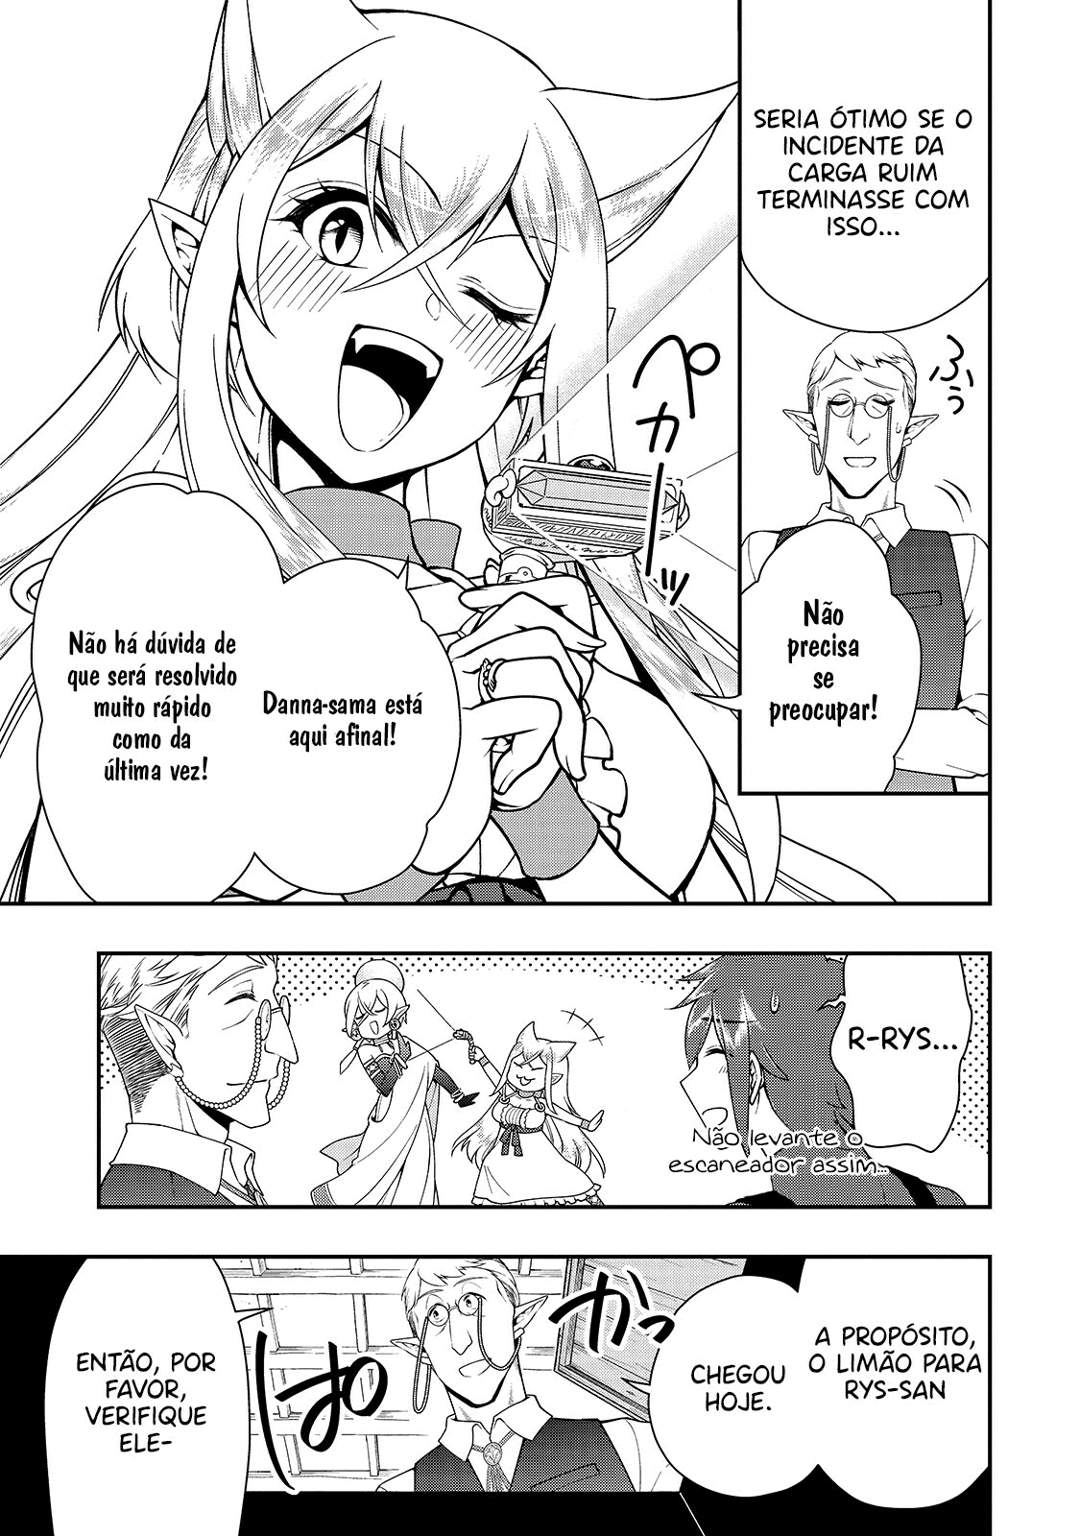 SERIA ÓTIMO SE O
INCIDENTE DA
CARGA RUIM
TERMINASSE COM
ISSO...
ふぅ
Não
precisa
se
preocupar!
ペカーッ
Danna-sama está
aqui afinal!
Não há dúvida de
que será resolvido
muito rápido
como da
última vez!
R-RYS...
Não levante o
escaneador assim...
A PROPÓSITO,
O LIMÃO PARA
RYS-SAN
CHEGOU
HOJE.
かっ
ぱ
ENTÃO, POR
FAVOR,
VERIFIQUE
ELE-